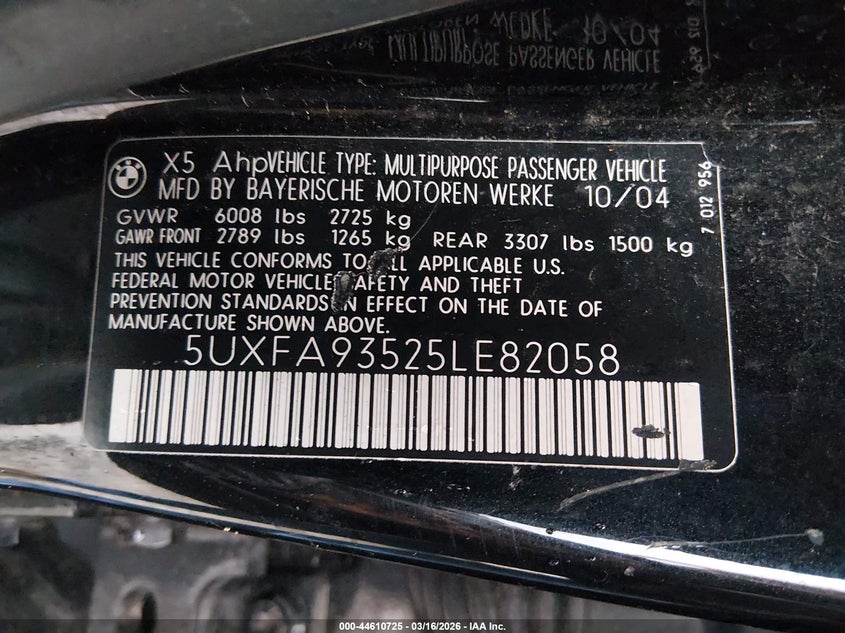 X5 Ahp VEHICLE TYPE: MULTIPURPOSE PASSENGER VEHICLE
MFD BY BAYERISCHE MOTOREN WERKE 10/04
GVWR 6008 lbs 2725 kg
GAWR FRONT 2789 lbs 1265 kg REAR 3307 lbs 1500 kg
THIS VEHICLE CONFORMS TO ALL APPLICABLE U.S.
FEDERAL MOTOR VEHICLE SAFETY AND THEFT
PREVENTION STANDARDS IN EFFECT ON THE DATE OF
MANUFACTURE SHOWN ABOVE.
5UXFA93525LE82058
7 012 956
000-44610725 - 03/16/2026 - IAA Inc.